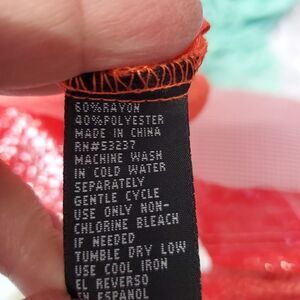 60%RAYON
40%POLYESTER
MADE IN CHINA
RN#53237
MACHINE WASH
IN COLD WATER
SEPARATELY
GENTLE CYCLE
USE ONLY NON-
CHLORINE BLEACH
IF NEEDED
TUMBLE DRY LOW
USE COOL IRON
EL REVERSO
EN ESPANOL